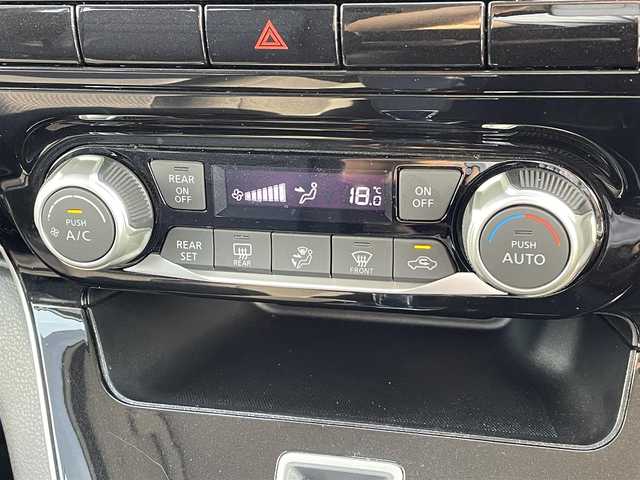 REAR
ON
OFF
18.0
°C
ON
OFF
PUSH
A/C
REAR
SET
REAR
FRONT
PUSH
AUTO